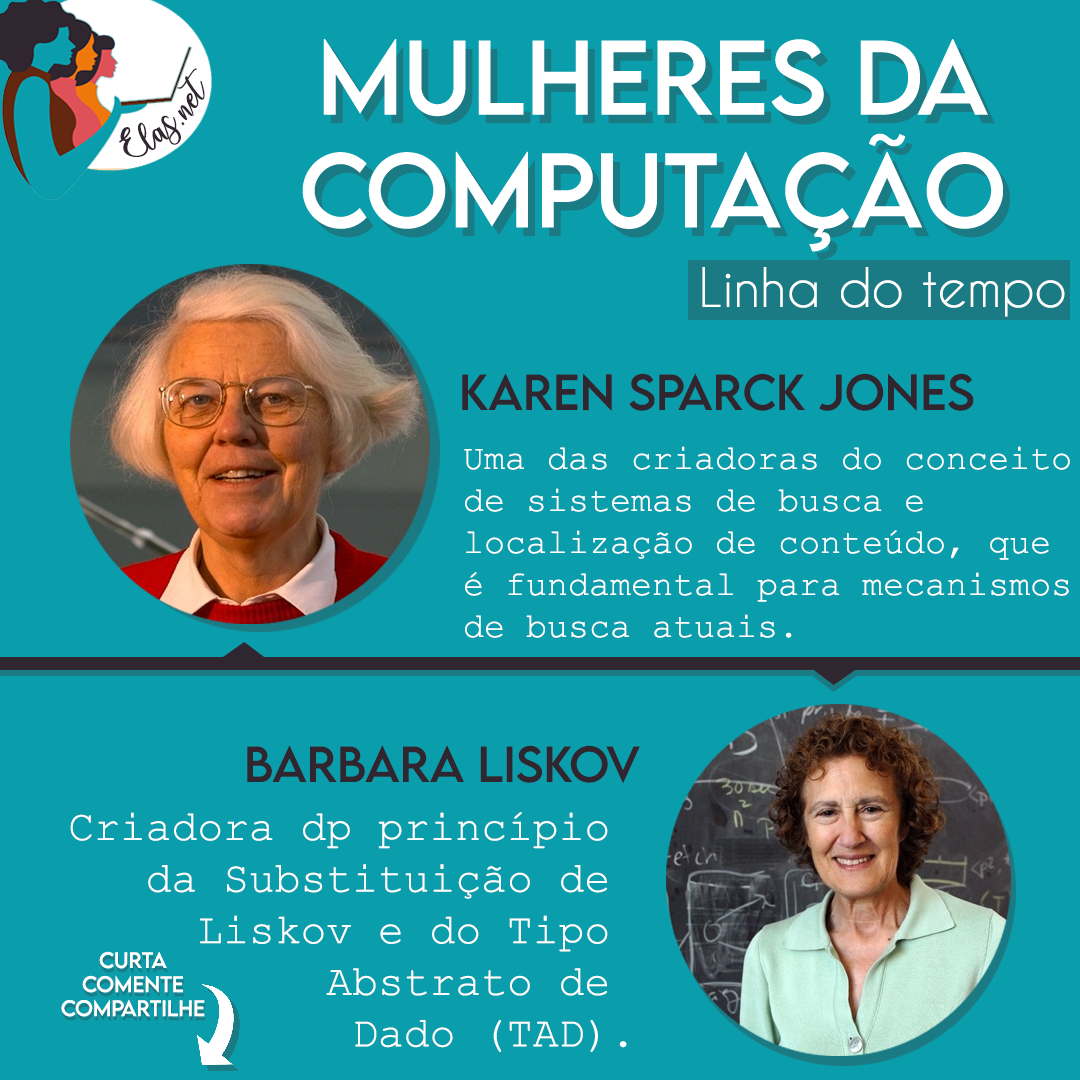 Elas.net
MULHERES DA
COMPUTAÇÃO
Linha do tempo
KAREN SPARCK JONES
Uma das criadoras do conceito
de sistemas de busca e
localização de conteúdo, que
é fundamental para mecanismos
de busca atuais.
BARBARA LISKOV
Criadora dp princípio
da Substituição de
Liskov e do Tipo
Abstrato de
Dado (TAD).
CURTA
COMENTE
COMPARTILHE